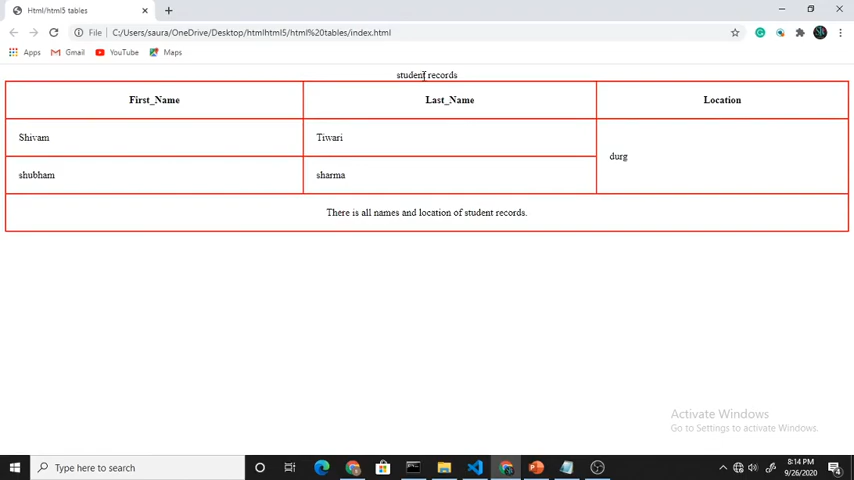 Html/html5 tables
File
C:/Users/saura/OneDrive/Desktop/htmlhtml5/html%20tables/index.html
Apps
Gmail
YouTube
Maps
student records
First_Name Last_Name Location
Shivam Tiwari
durg
shubham sharma
There is all names and location of student records.
Activate Windows
Go to Settings to activate Windows.
Type here to search
8:14 PM
9/26/2020
4